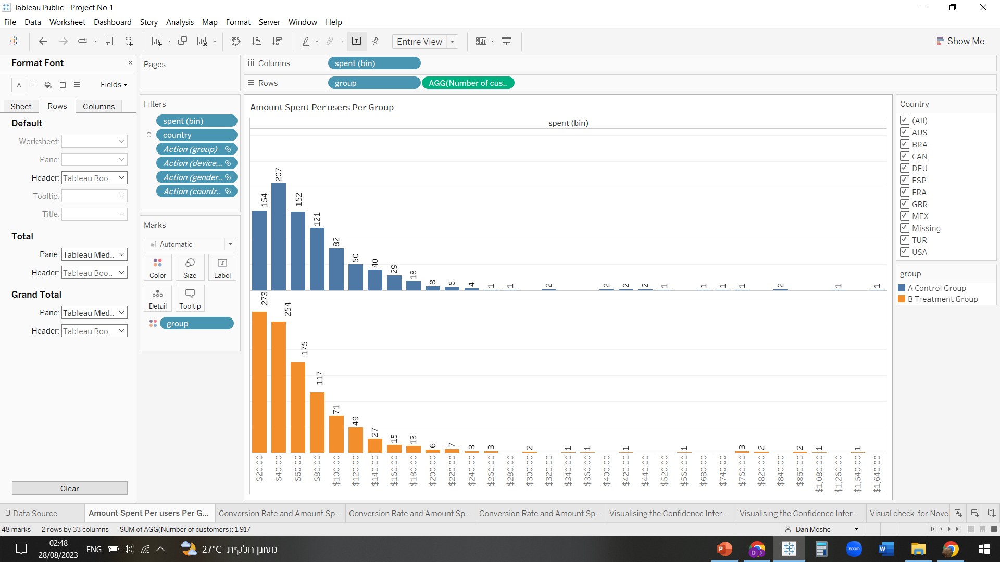 Tableau Public - Project No 1
File Data Worksheet Dashboard Story Analysis Map Format Server Window Help
Entire View
Show Me
Format Font
Fields
Sheet Rows Columns
Default
Worksheet:
Pane:
Header: Tableau Boo..
Tooltip:
Title:
Total
Pane: Tableau Med..
Header: Tableau Boo..
Grand Total
Pane: Tableau Med..
Header: Tableau Boo..
Clear
Pages
Filters
spent (bin)
country
Action (group)
Action (device,..
Action (gender..
Action (countr..
Marks
Automatic
Color Size Label
Detail Tooltip
group
Columns spent (bin)
Rows group AGG(Number of cus..
Amount Spent Per users Per Group
spent (bin)
154 207 152 121 82 50 40 29 18 8 6 4 1 1 2 2 2 2 1 1 1 1 2 1 1
273 254 175 117 71 49 27 15 13 6 7 3 3 2 1 1 1 1 3 2 2 1 1
$20.00 $40.00 $60.00 $80.00 $100.00 $120.00 $140.00 $160.00 $180.00 $200.00 $220.00 $240.00 $260.00 $280.00 $300.00 $320.00 $340.00 $360.00 $400.00 $420.00 $440.00 $520.00 $560.00 $680.00 $740.00 $760.00 $820.00 $840.00 $860.00 $1,080.00 $1,260.00 $1,540.00 $1,640.00
Country
(All)
AUS
BRA
CAN
DEU
ESP
FRA
GBR
MEX
Missing
TUR
USA
group
A Control Group
B Treatment Group
Data Source Amount Spent Per users Per G... Conversion Rate and Amount Sp... Conversion Rate and Amount Sp... Conversion Rate and Amount Sp... Visualising the Confidence Inter... Visualising the Confidence Inter... Visual check for Novel
48 marks 2 rows by 33 columns SUM of AGG(Number of customers): 1,917
Dan Moshe
02:48
28/08/2023
ENG
27°C מעונן חלקית
zoom